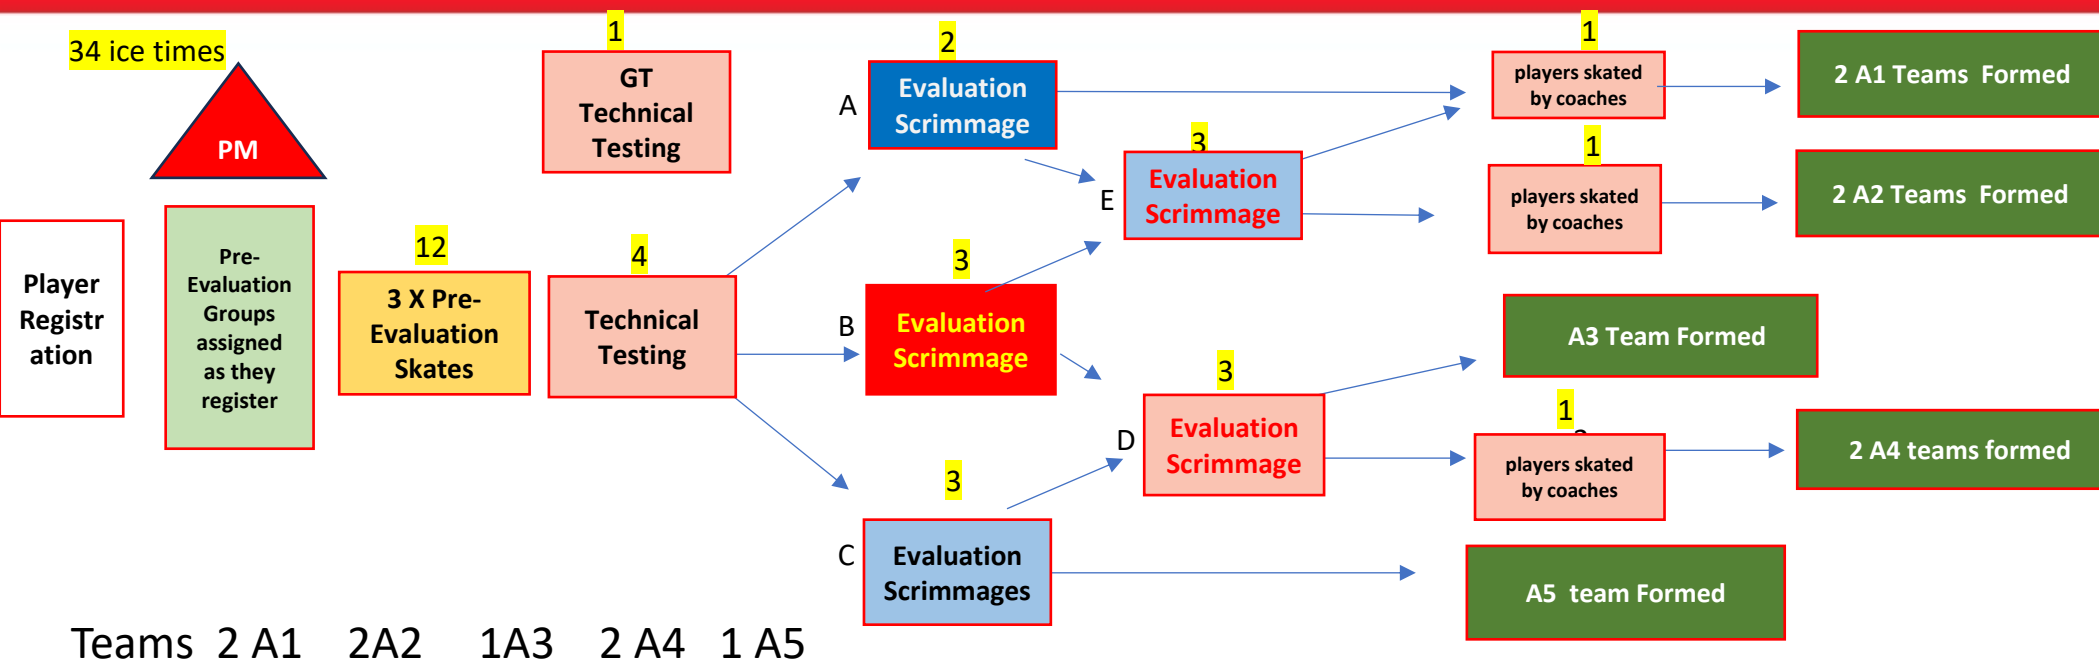 34 ice times
PM
Player
Registr
ation
Pre-
Evaluation
Groups
assigned
as they
register
12
3 X Pre-
Evaluation
Skates
1
GT
Technical
Testing
4
Technical
Testing
2
A
Evaluation
Scrimmage
3
B
Evaluation
Scrimmage
3
C
Evaluation
Scrimmages
3
E
Evaluation
Scrimmage
3
D
Evaluation
Scrimmage
1
players skated
by coaches
2 A1 Teams  Formed
1
players skated
by coaches
2 A2 Teams  Formed
A3 Team Formed
1
players skated
by coaches
2 A4 teams formed
A5  team Formed
Teams  2 A1    2A2    1A3    2 A4   1 A5